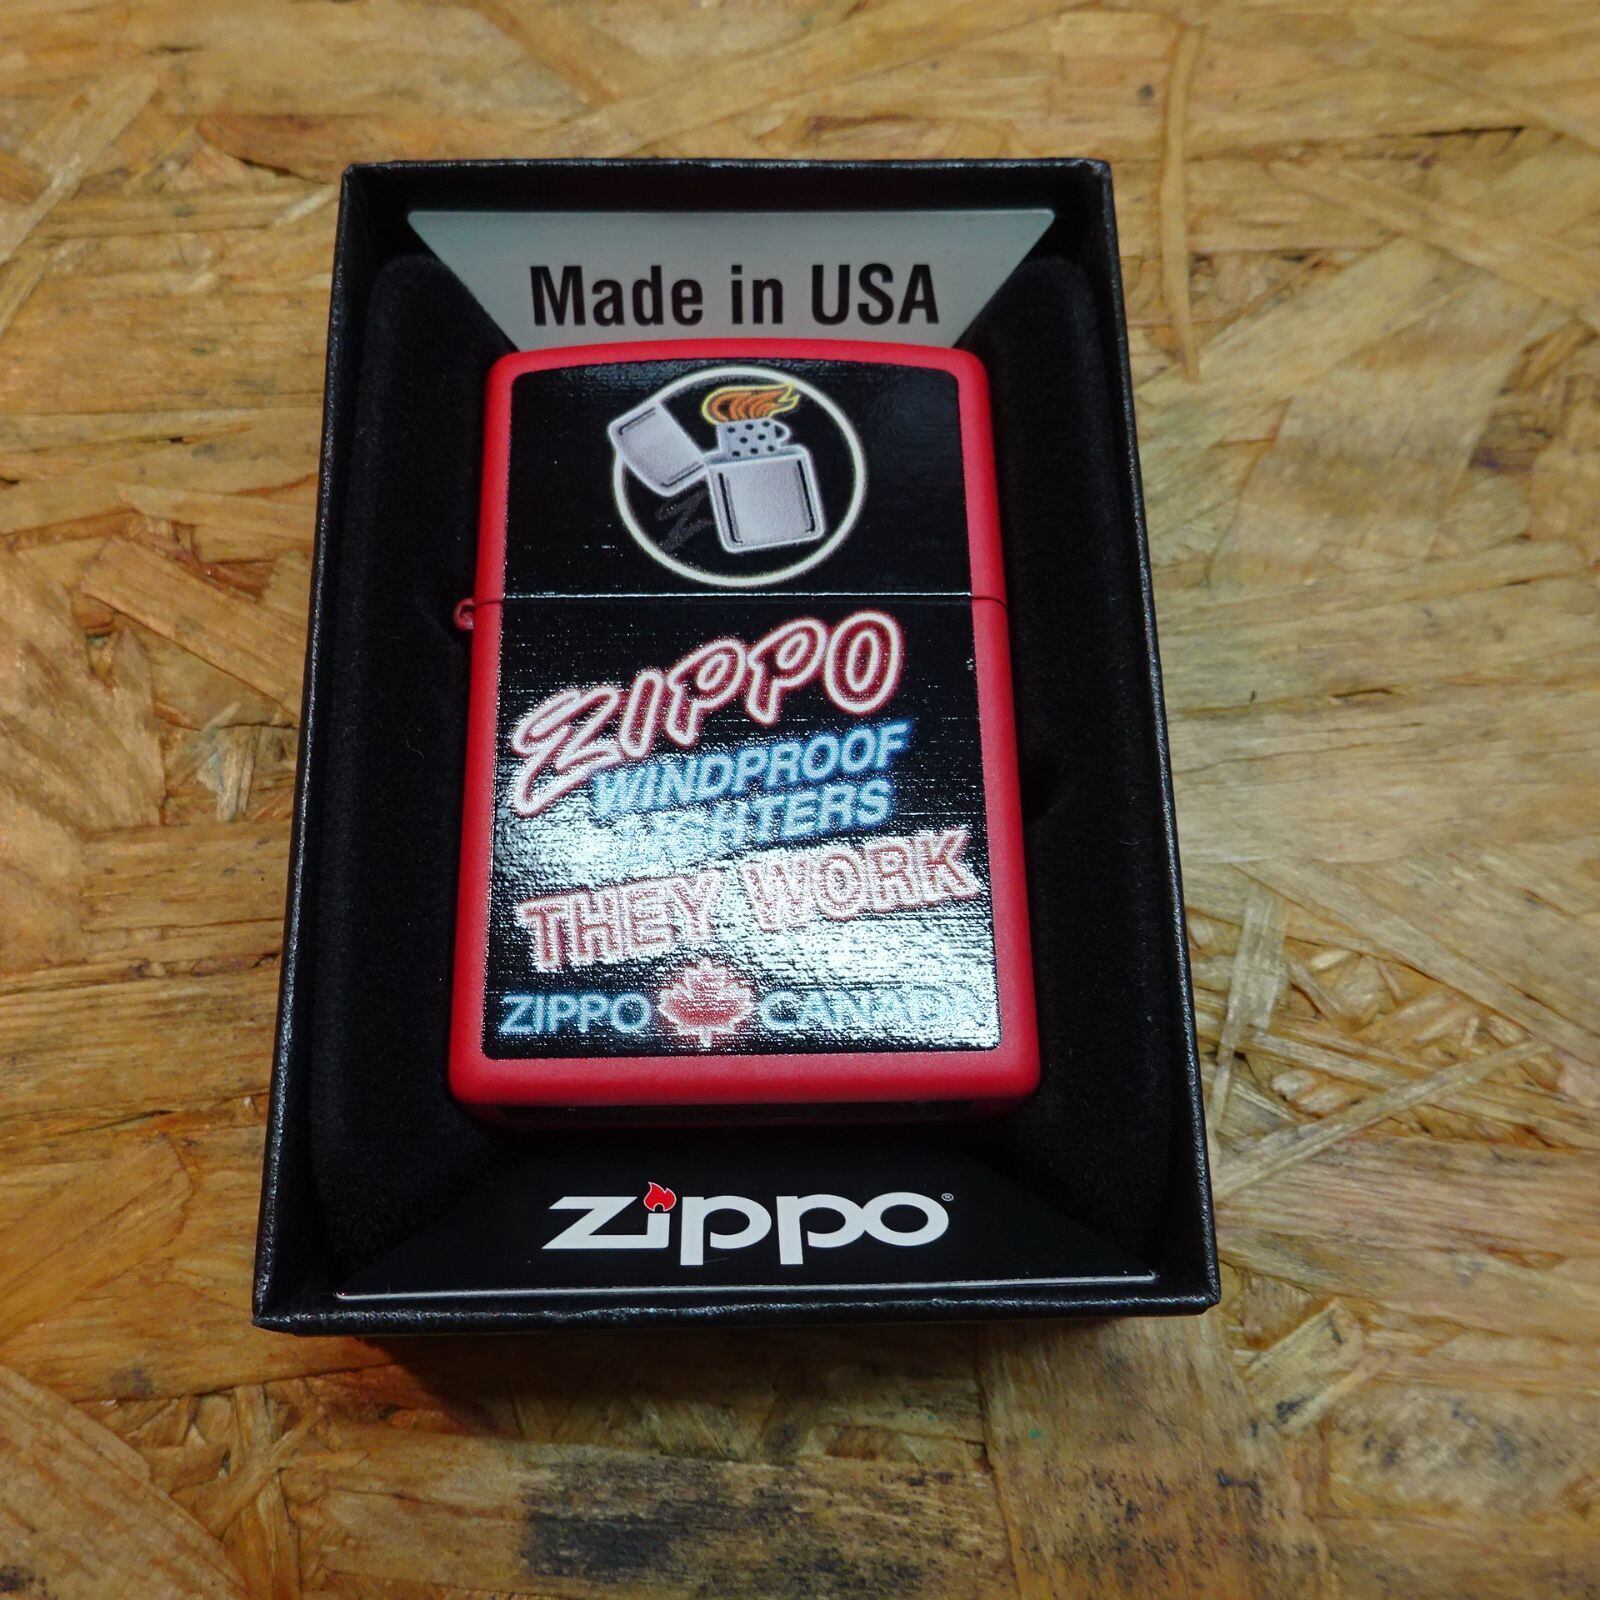 Made in USA
ZIPPO
WINDPROOF
LIGHTERS
THEY WORK
ZIPPO CANADA
zippo®